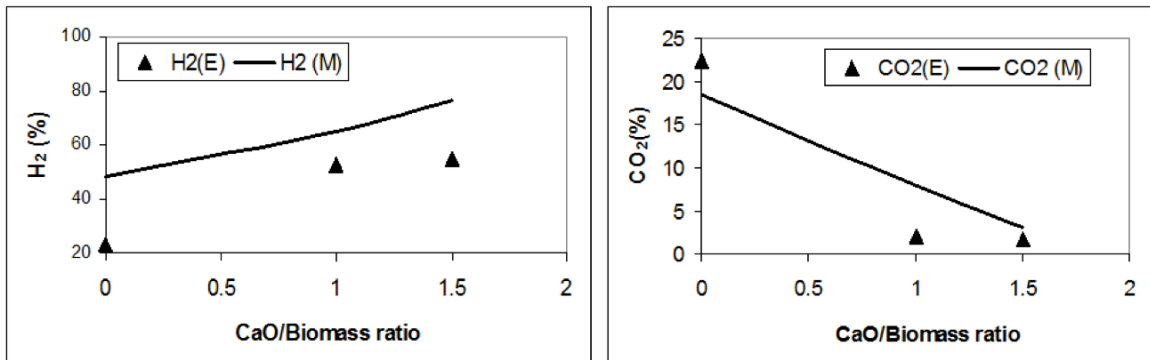 100
80
60
40
20
H₂ (%)
H2(E) H2 (M)
0 0.5 1 1.5 2
CaO/Biomass ratio
25
20
15
10
5
0
CO₂(%)
CO2(E) CO2 (M)
0 0.5 1 1.5 2
CaO/Biomass ratio